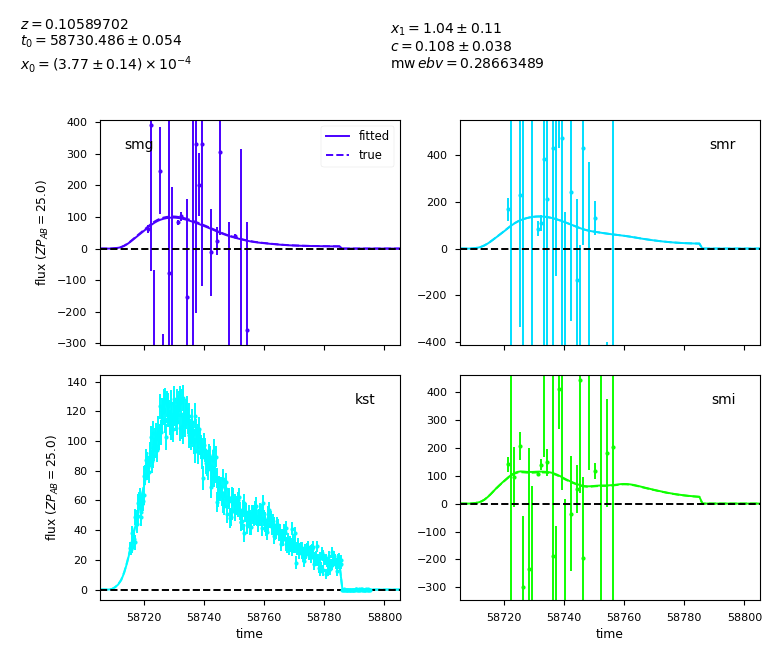 z = 0.10589702
t₀ = 58730.486 ± 0.054
x₀ = (3.77 ± 0.14) × 10⁻⁴
x₁ = 1.04 ± 0.11
c = 0.108 ± 0.038
mw ebv = 0.28663489
400
300
200
100
0
−100
−200
−300
flux (ZP_AB = 25.0)
smg
fitted
true
400
200
0
−200
−400
smr
140
120
100
80
60
40
20
0
flux (ZP_AB = 25.0)
kst
58720
58740
58760
58780
58800
time
400
300
200
100
0
−100
−200
−300
smi
58720
58740
58760
58780
58800
time